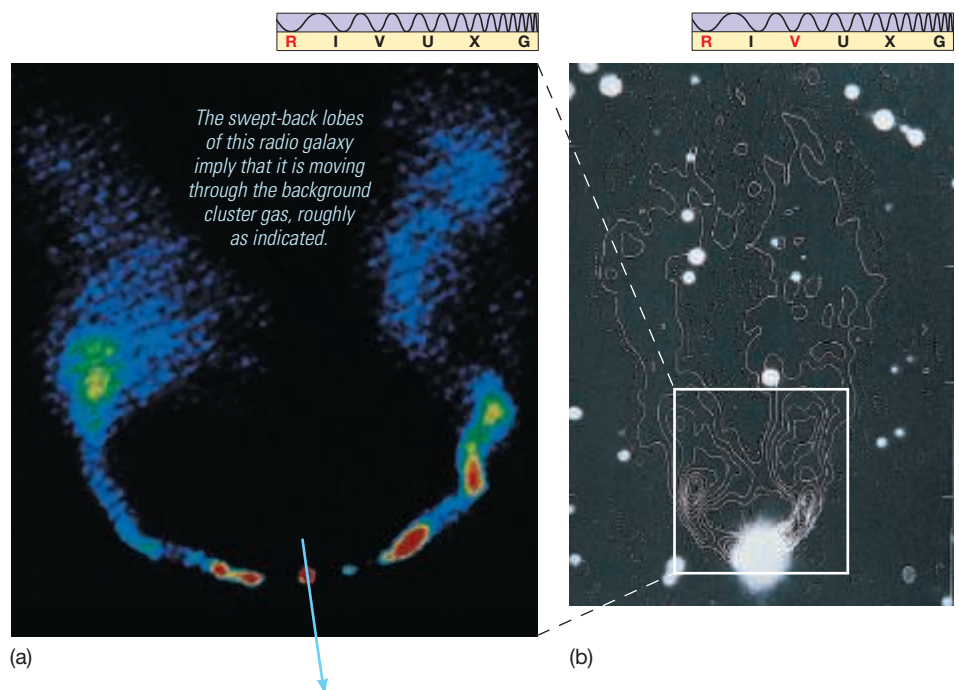 R I V U X G
R I V U X G
The swept-back lobes
of this radio galaxy
imply that it is moving
through the background
cluster gas, roughly
as indicated.
(a)
(b)